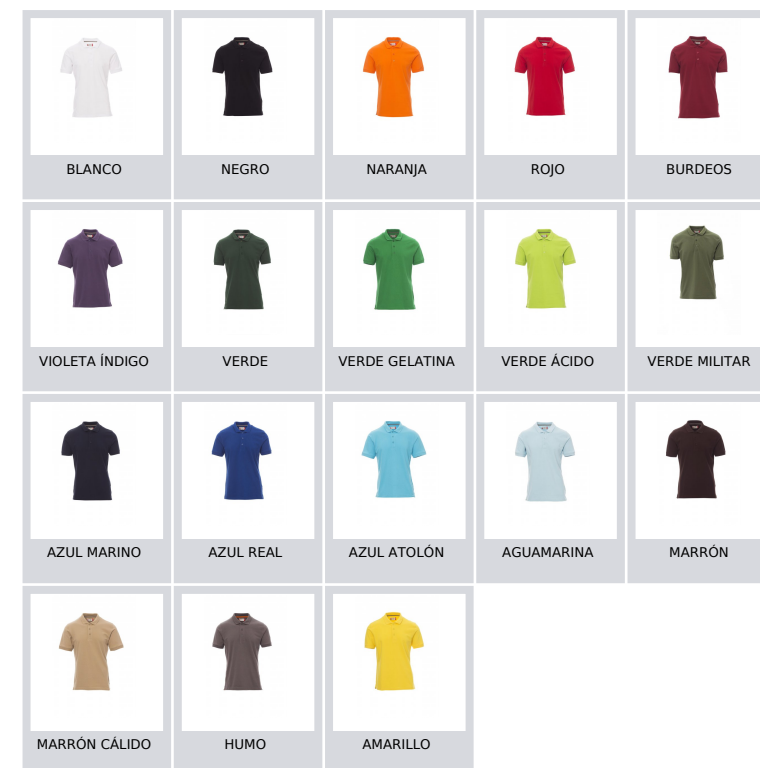 BLANCO
NEGRO
NARANJA
ROJO
BURDEOS
VIOLETA ÍNDIGO
VERDE
VERDE GELATINA
VERDE ÁCIDO
VERDE MILITAR
AZUL MARINO
AZUL REAL
AZUL ATOLÓN
AGUAMARINA
MARRÓN
MARRÓN CÁLIDO
HUMO
AMARILLO